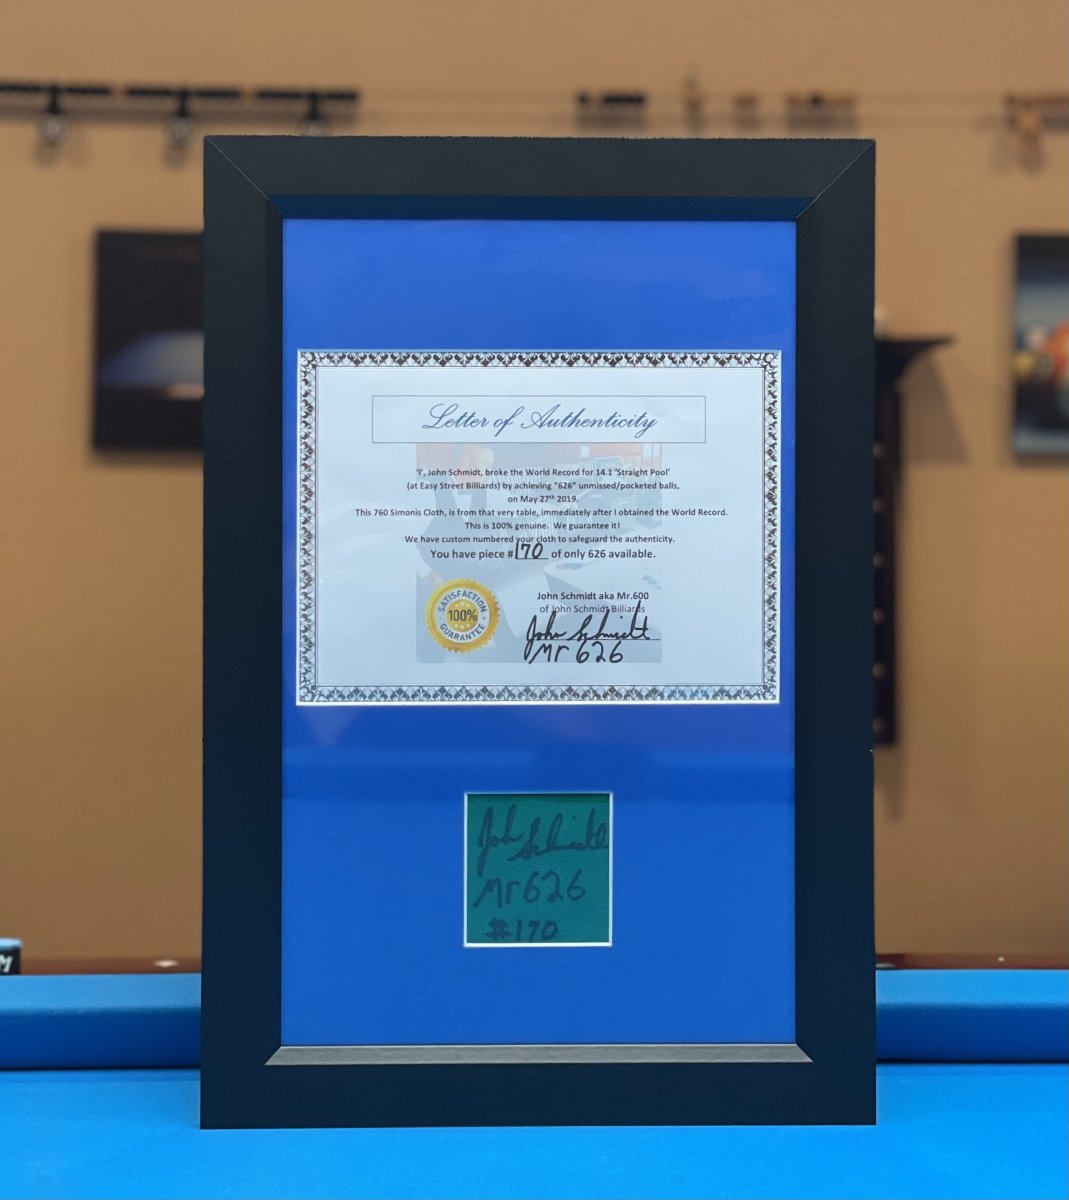 Letter of Authenticity
'I', John Schmidt, broke the World Record for 14.1 'Straight Pool'
(at Easy Street Billiards) by achieving "626" unmissed/pocketed balls,
on May 27th 2019.
This 760 Simonis Cloth, is from that very table, immediately after I obtained the World Record.
This is 100% genuine. We guarantee it!
We have custom numbered your cloth to safeguard the authenticity.
You have piece #170 of only 626 available.
SATISFACTION
100%
GUARANTEE
John Schmidt aka Mr.600
of John Schmidt Billiards
John Schmidt
Mr 626
John Schmidt
Mr 626
#170
M